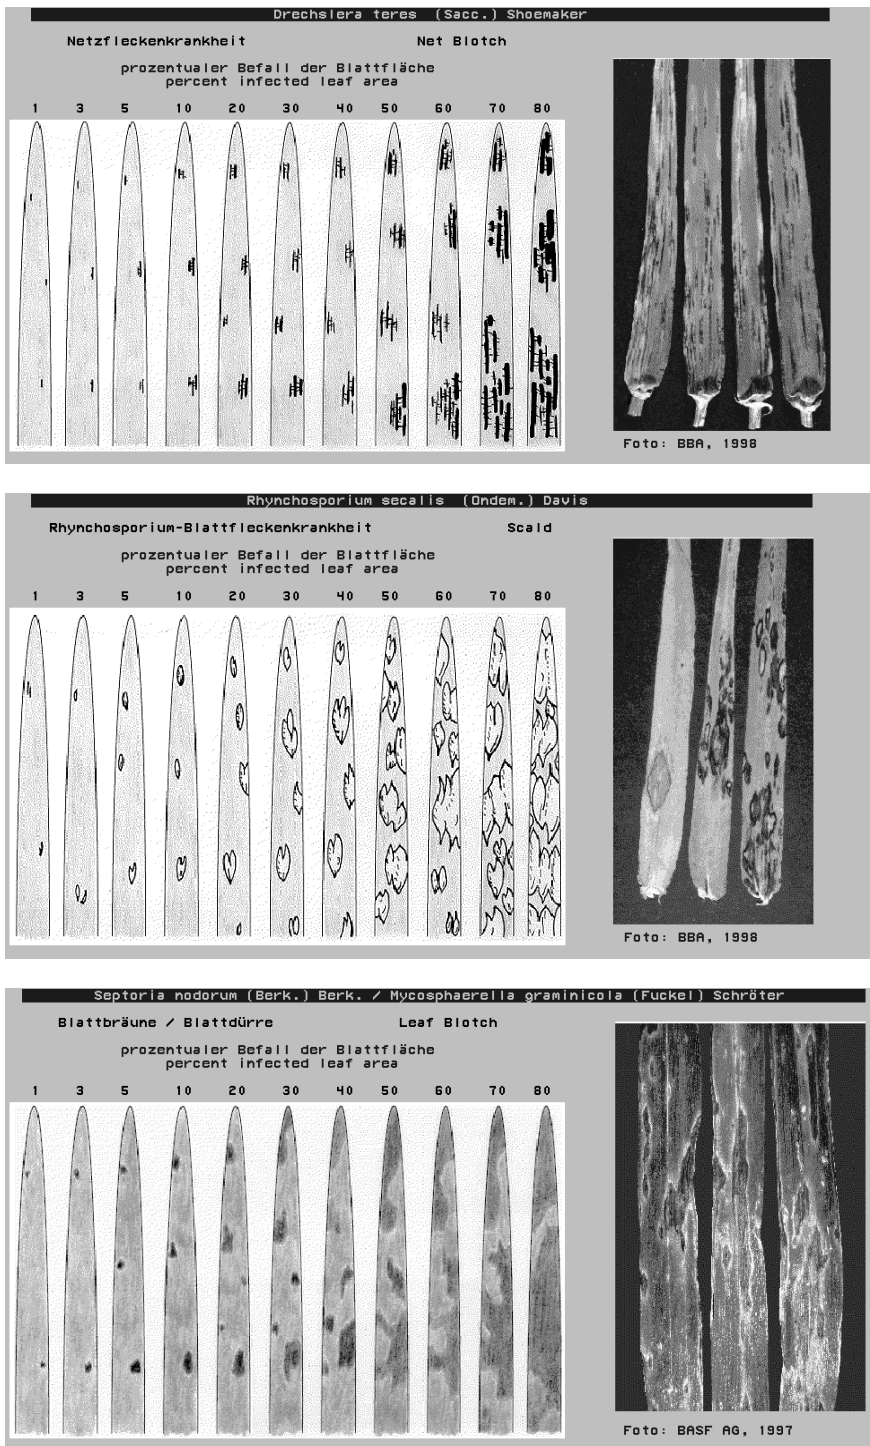 Drechslera teres (Sacc.) Shoemaker
Netzfleckenkrankheit Net Blotch
prozentualer Befall der Blattfläche
percent infected leaf area
1 3 5 10 20 30 40 50 60 70 80
Foto: BBA, 1998
Rhynchosporium secalis (Ondem.) Davis
Rhynchosporium-Blattfleckenkrankheit Scald
prozentualer Befall der Blattfläche
percent infected leaf area
1 3 5 10 20 30 40 50 60 70 80
Foto: BBA, 1998
Septoria nodorum (Berk.) Berk. / Mycosphaerella graminicola (Fuckel) Schröter
Blattbräune / Blattdürre Leaf Blotch
prozentualer Befall der Blattfläche
percent infected leaf area
1 3 5 10 20 30 40 50 60 70 80
Foto: BASF AG, 1997